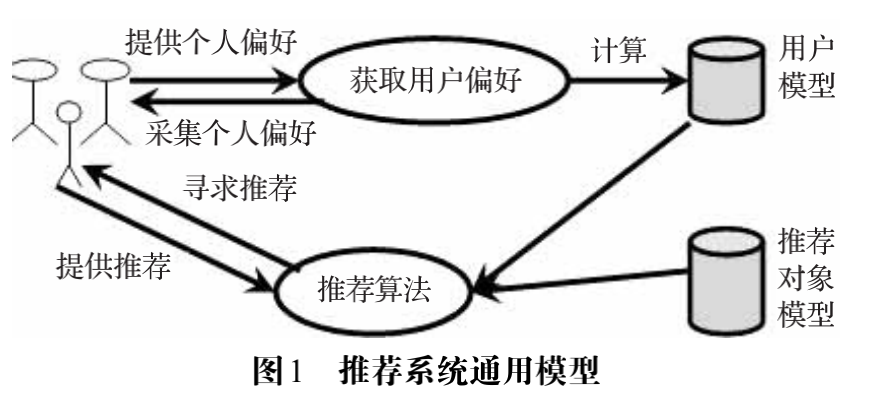 提供个人偏好
获取用户偏好
计算
用户
模型
采集个人偏好
寻求推荐
提供推荐
推荐算法
推荐
对象
模型
图1 推荐系统通用模型